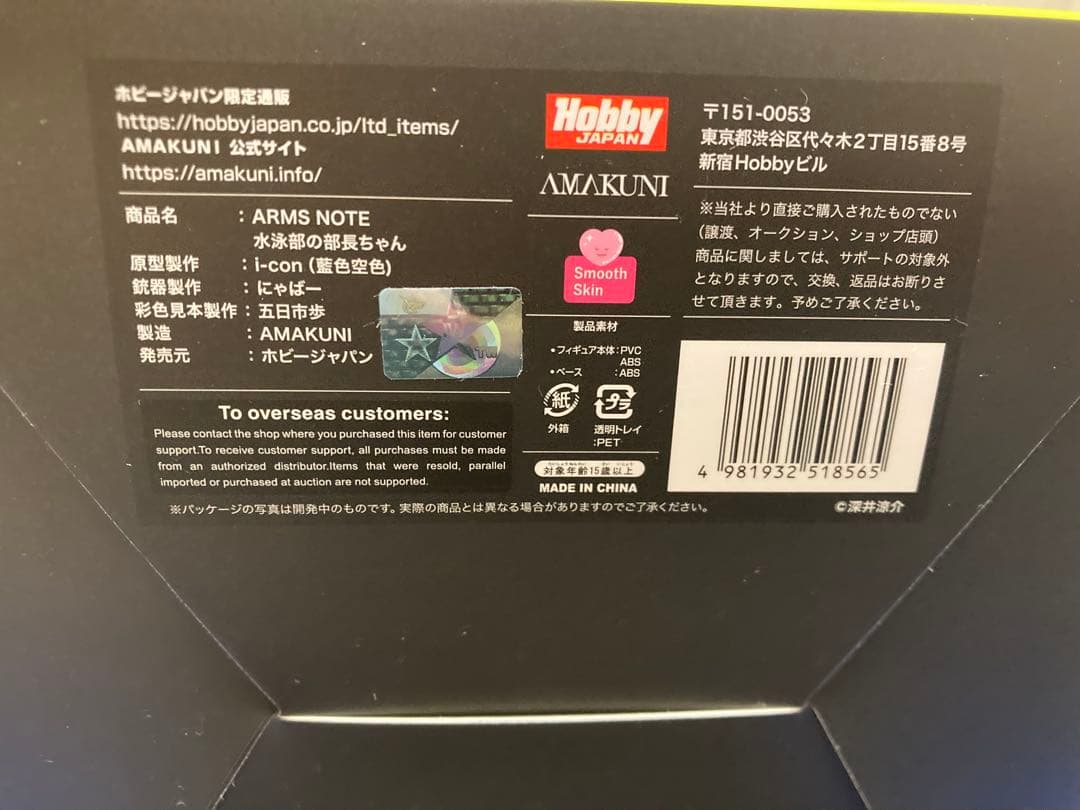 ホビージャパン限定通販
https://hobbyjapan.co.jp/ltd_items/
AMAKUNI 公式サイト
https://amakuni.info/
商品名 : ARMS NOTE
水泳部の部長ちゃん
原型製作 : i-con (藍色空色)
銃器製作 : にゃばー
彩色見本製作 : 五日市歩
製造 : AMAKUNI
発売元 : ホビージャパン
To overseas customers:
Please contact the shop where you purchased this item for customer
support.To receive customer support, all purchases must be made
from an authorized distributor.Items that were resold, parallel
imported or purchased at auction are not supported.
※パッケージの写真は開発中のものです。実際の商品とは異なる場合がありますのでご了承ください。
Hobby
JAPAN
AMAKUNI
Smooth
Skin
製品素材
•フィギュア本体:PVC
ABS
•ベース :ABS
紙
プラ
外箱
透明トレイ
:PET
対象年齢15歳以上
MADE IN CHINA
〒151-0053
東京都渋谷区代々木2丁目15番8号
新宿Hobbyビル
※当社より直接ご購入されたものでない
(譲渡、オークション、ショップ店頭)
商品に関しましては、サポートの対象外
となりますので、交換、返品はお断りさ
せて頂きます。予めご了承ください。
4 981932 518565
©深井涼介